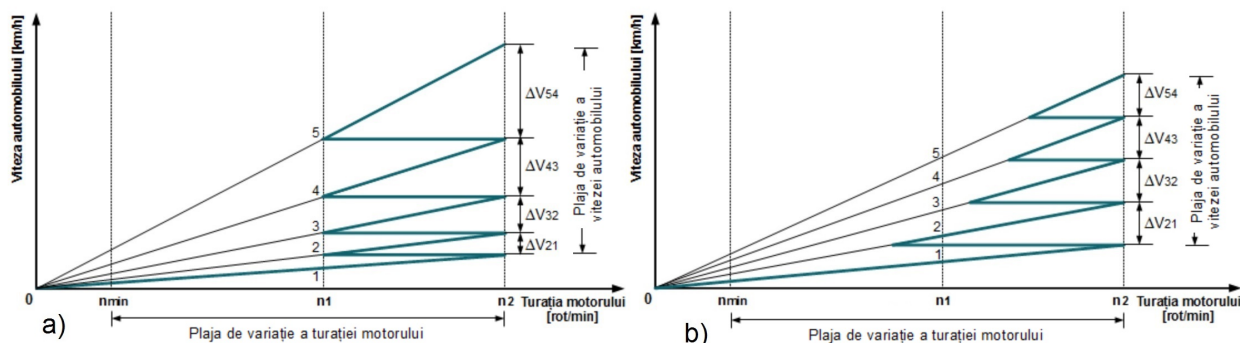 Viteza automobilului [km/h]
5
4
3
2
1
0
nmin
n1
n2
ΔV54
ΔV43
ΔV32
ΔV21
Plaja de variație a
vitezei automobilului
Turația motorului
[rot/min]
Plaja de variație a turației motorului
a)
Viteza automobilului [km/h]
5
4
3
2
1
0
nmin
n1
n2
ΔV54
ΔV43
ΔV32
ΔV21
Plaja de variație a
vitezei automobilului
Turația motorului
[rot/min]
Plaja de variație a turației motorului
b)